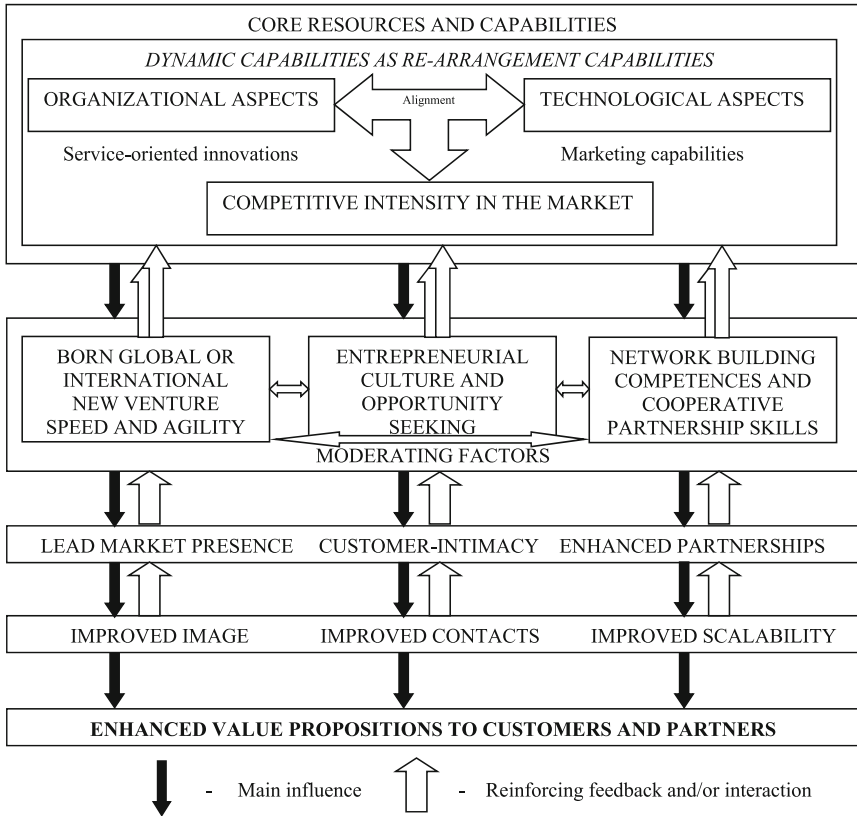 CORE RESOURCES AND CAPABILITIES
DYNAMIC CAPABILITIES AS RE-ARRANGEMENT CAPABILITIES
ORGANIZATIONAL ASPECTS
Alignment
TECHNOLOGICAL ASPECTS
Service-oriented innovations
Marketing capabilities
COMPETITIVE INTENSITY IN THE MARKET
BORN GLOBAL OR
INTERNATIONAL
NEW VENTURE
SPEED AND AGILITY
ENTREPRENEURIAL
CULTURE AND
OPPORTUNITY
SEEKING
NETWORK BUILDING
COMPETENCES AND
COOPERATIVE
PARTNERSHIP SKILLS
MODERATING FACTORS
LEAD MARKET PRESENCE
CUSTOMER-INTIMACY
ENHANCED PARTNERSHIPS
IMPROVED IMAGE
IMPROVED CONTACTS
IMPROVED SCALABILITY
ENHANCED VALUE PROPOSITIONS TO CUSTOMERS AND PARTNERS
- Main influence
- Reinforcing feedback and/or interaction